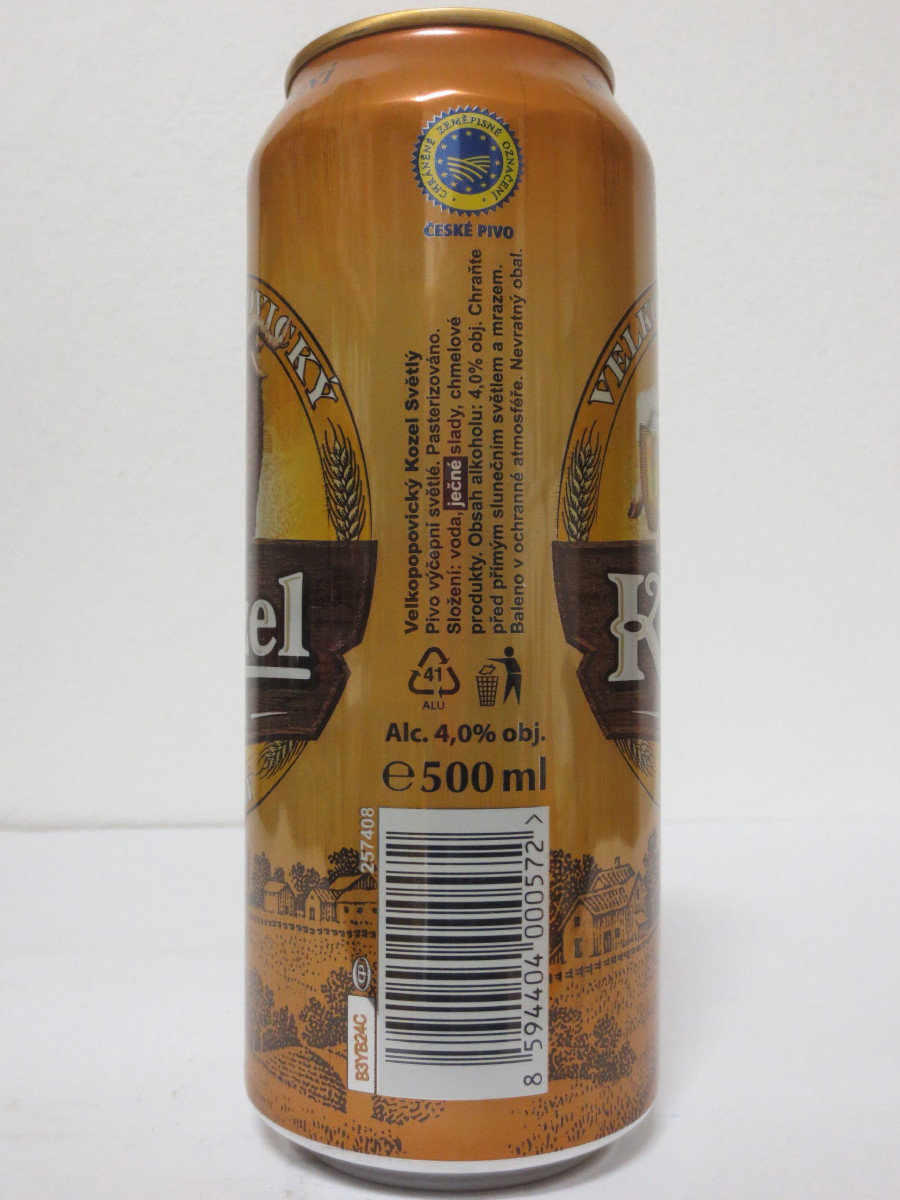 CHRÁNĚNÉ ZEMĚPISNÉ OZNAČENÍ
ČESKÉ PIVO
Velkopopovický Kozel Světlý
Pivo výčepní světlé. Pasterizováno.
Složení: voda, ječné slady, chmelové
produkty. Obsah alkoholu: 4,0% obj. Chraňte
před přímým slunečním světlem a mrazem.
Baleno v ochranné atmosféře. Nevratný obal.
41
ALU
Alc. 4,0% obj.
℮500 ml
257408
8 594404 000572 >
B3YB24C